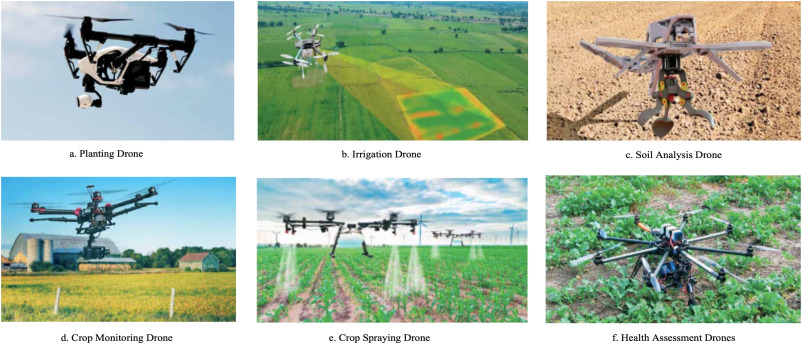 a. Planting Drone
b. Irrigation Drone
c. Soil Analysis Drone
d. Crop Monitoring Drone
e. Crop Spraying Drone
f. Health Assessment Drones